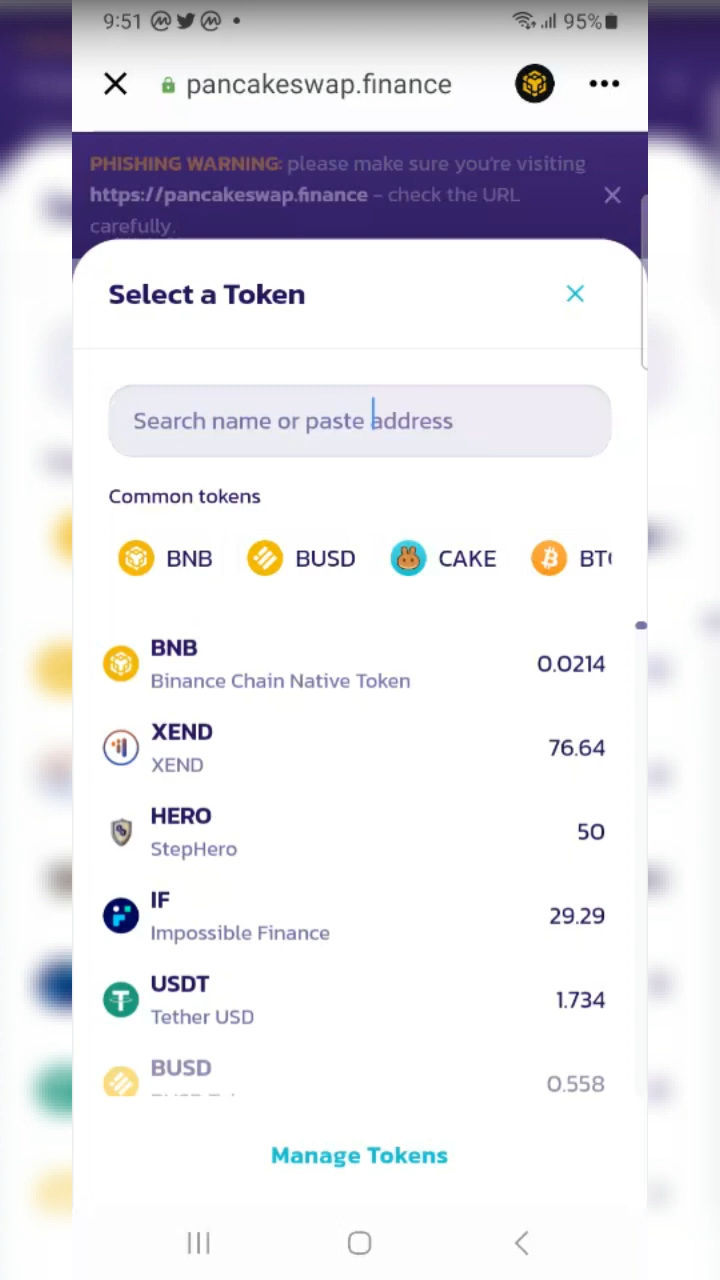 9:51 95%
pancakeswap.finance
PHISHING WARNING: please make sure you're visiting
https://pancakeswap.finance - check the URL
carefully.
Select a Token
Search name or paste address
Common tokens
BNB BUSD CAKE BTC
BNB
Binance Chain Native Token
0.0214
XEND
XEND
76.64
HERO
StepHero
50
IF
Impossible Finance
29.29
USDT
Tether USD
1.734
BUSD
0.558
Manage Tokens